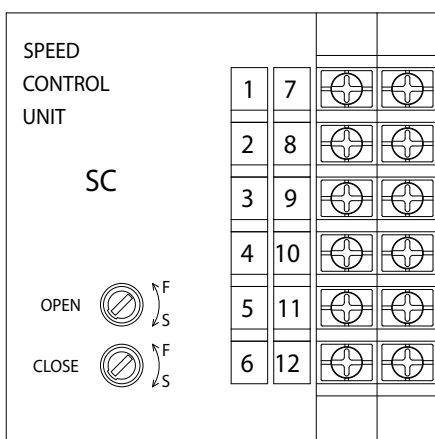 SPEED
CONTROL
UNIT
SC
1 7
2 8
3 9
4 10
5 11
6 12
OPEN F
S
CLOSE F
S